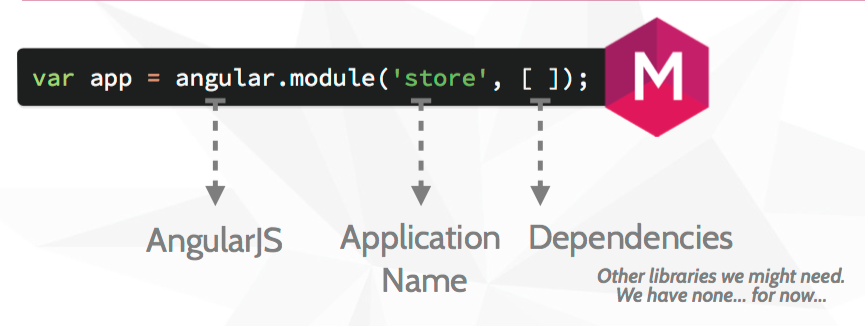 var app = angular.module('store', [ ]);
M
AngularJS
Application
Name
Dependencies
Other libraries we might need.
We have none... for now...